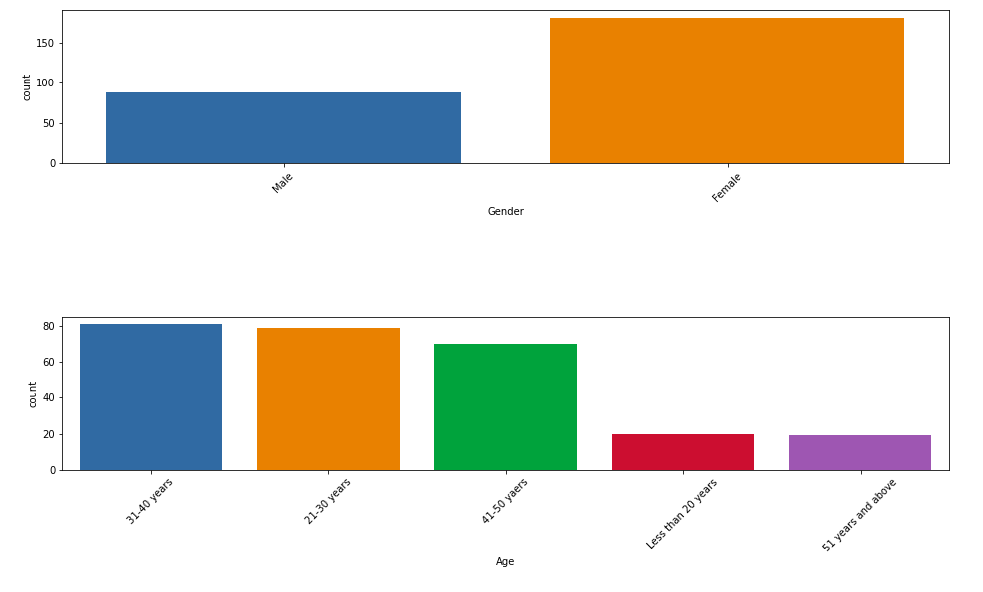 150
100
50
0
count
Male
Female
Gender
80
60
40
20
0
count
31-40 years
21-30 years
41-50 yaers
Less than 20 years
51 years and above
Age